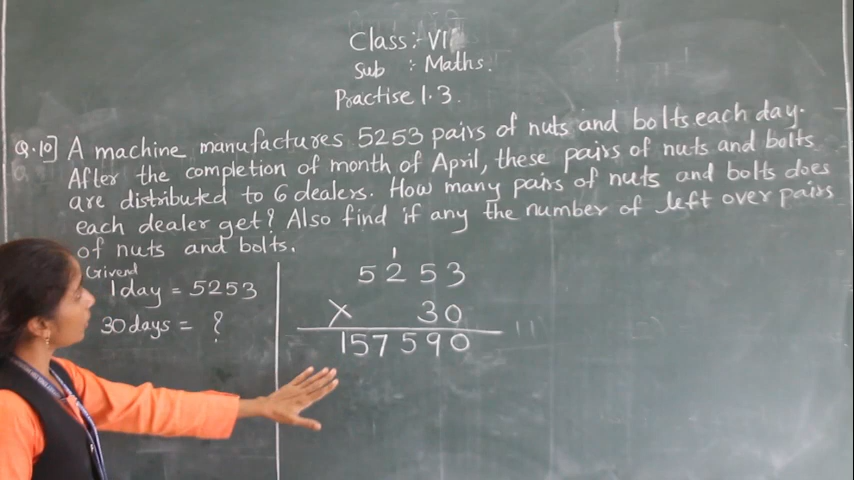 Class:- VI
Sub : Maths.
Practise 1.3.
Q.10] A machine manufactures 5253 pairs of nuts and bolts each day.
After the completion of month of April, these pairs of nuts and bolts
are distributed to 6 dealers. How many pairs of nuts and bolts does
each dealer get? Also find if any the number of left over pairs
of nuts and bolts.
Givend
1 day = 5253
30 days = ?
1
5253
X 30
157590